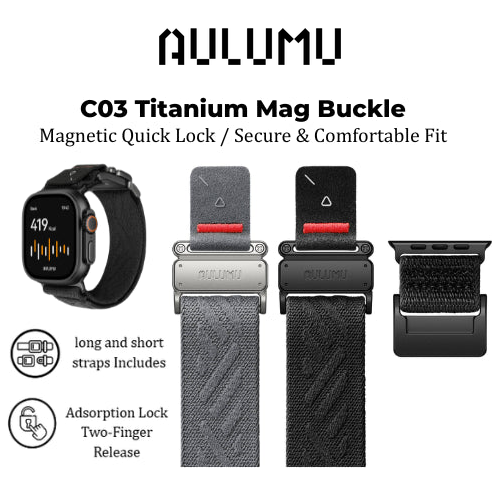 AULUMU
C03 Titanium Mag Buckle
Magnetic Quick Lock / Secure & Comfortable Fit
419
AULUMU
AULUMU
long and short
straps Includes
Adsorption Lock
Two-Finger
Release